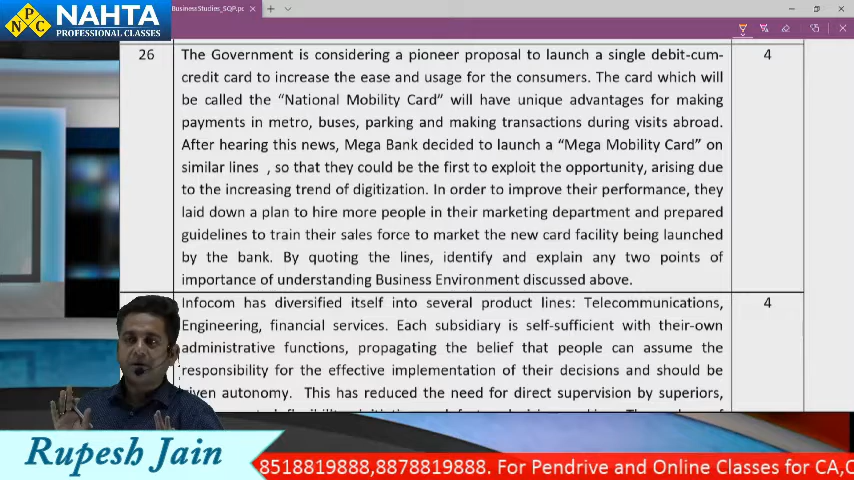 NPC
NAHTA
PROFESSIONAL CLASSES
BusinessStudies_SQP.pc
26
The Government is considering a pioneer proposal to launch a single debit-cum-
credit card to increase the ease and usage for the consumers. The card which will
be called the “National Mobility Card” will have unique advantages for making
payments in metro, buses, parking and making transactions during visits abroad.
After hearing this news, Mega Bank decided to launch a “Mega Mobility Card” on
similar lines , so that they could be the first to exploit the opportunity, arising due
to the increasing trend of digitization. In order to improve their performance, they
laid down a plan to hire more people in their marketing department and prepared
guidelines to train their sales force to market the new card facility being launched
by the bank. By quoting the lines, identify and explain any two points of
importance of understanding Business Environment discussed above.
4
Infocom has diversified itself into several product lines: Telecommunications,
Engineering, financial services. Each subsidiary is self-sufficient with their-own
administrative functions, propagating the belief that people can assume the
responsibility for the effective implementation of their decisions and should be
given autonomy. This has reduced the need for direct supervision by superiors,
4
Rupesh Jain
8518819888,8878819888. For Pendrive and Online Classes for CA,C